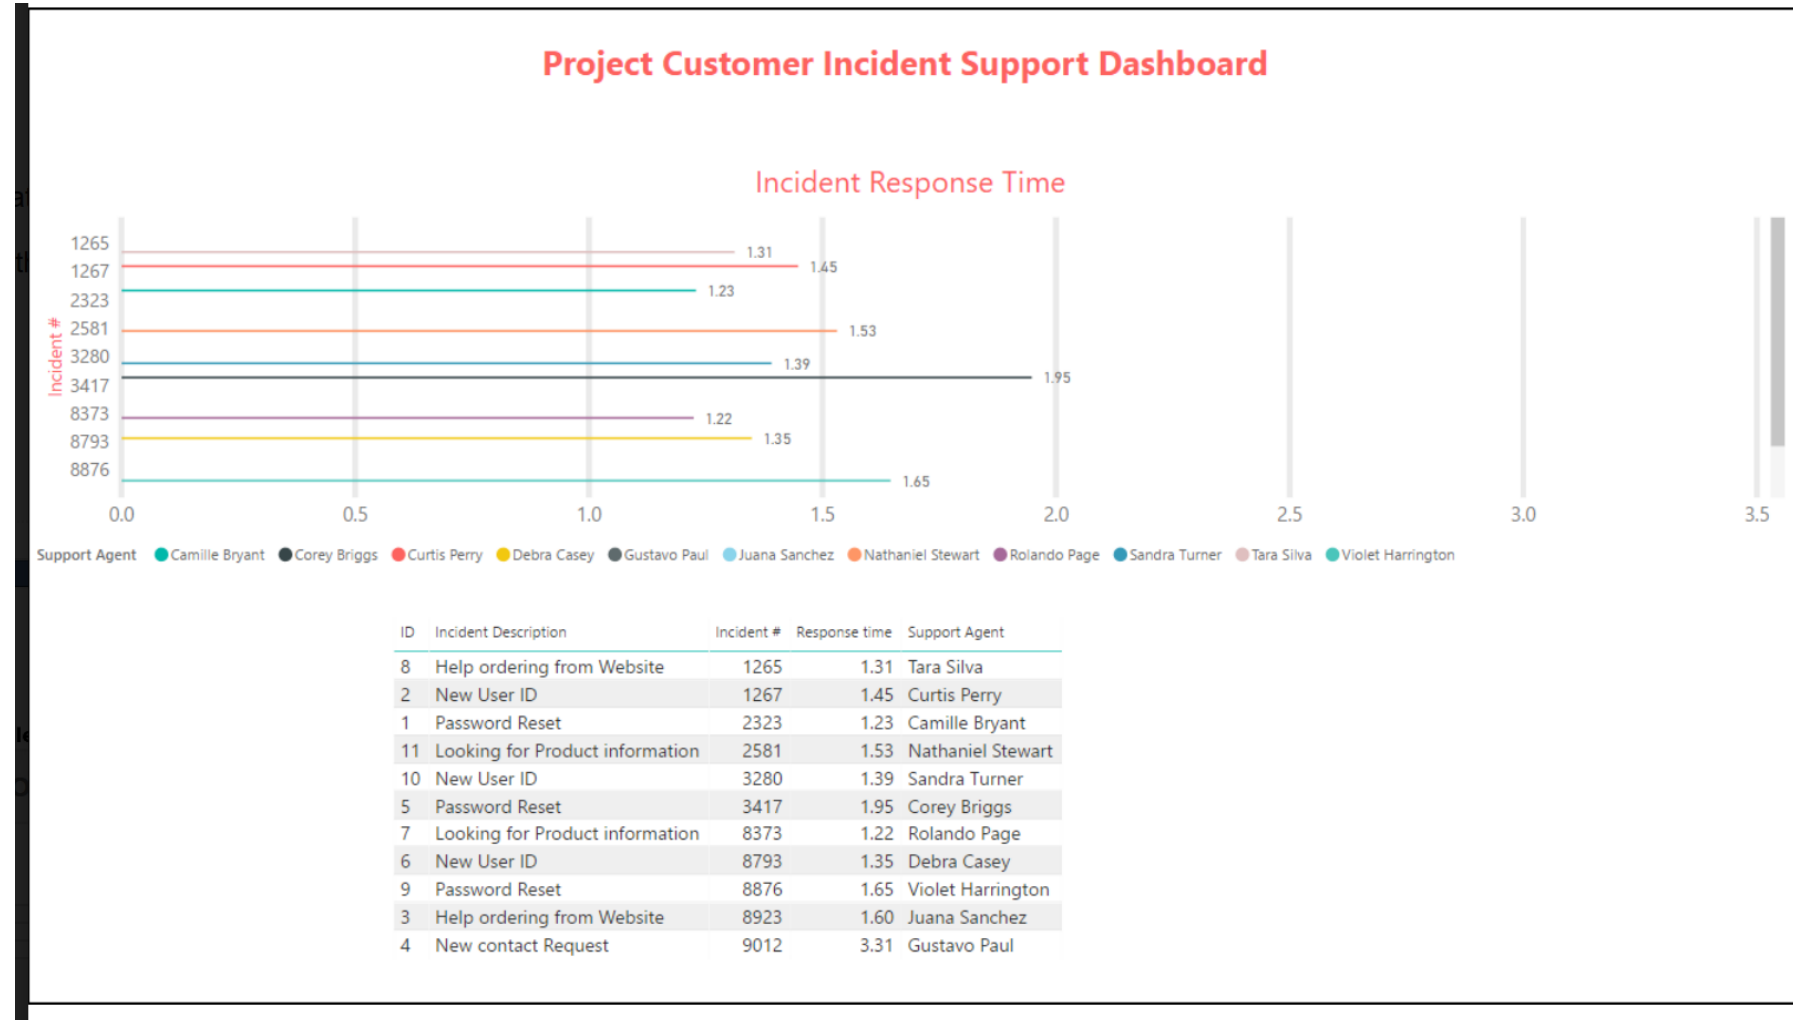 Project Customer Incident Support Dashboard
Incident Response Time
Incident #
1265 1.31
1267 1.45
2323 1.23
2581 1.53
3280 1.39
3417 1.95
8373 1.22
8793 1.35
8876 1.65
0.0 0.5 1.0 1.5 2.0 2.5 3.0 3.5
Support Agent Camille Bryant Corey Briggs Curtis Perry Debra Casey Gustavo Paul Juana Sanchez Nathaniel Stewart Rolando Page Sandra Turner Tara Silva Violet Harrington
ID Incident Description Incident # Response time Support Agent
8 Help ordering from Website 1265 1.31 Tara Silva
2 New User ID 1267 1.45 Curtis Perry
1 Password Reset 2323 1.23 Camille Bryant
11 Looking for Product information 2581 1.53 Nathaniel Stewart
10 New User ID 3280 1.39 Sandra Turner
5 Password Reset 3417 1.95 Corey Briggs
7 Looking for Product information 8373 1.22 Rolando Page
6 New User ID 8793 1.35 Debra Casey
9 Password Reset 8876 1.65 Violet Harrington
3 Help ordering from Website 8923 1.60 Juana Sanchez
4 New contact Request 9012 3.31 Gustavo Paul